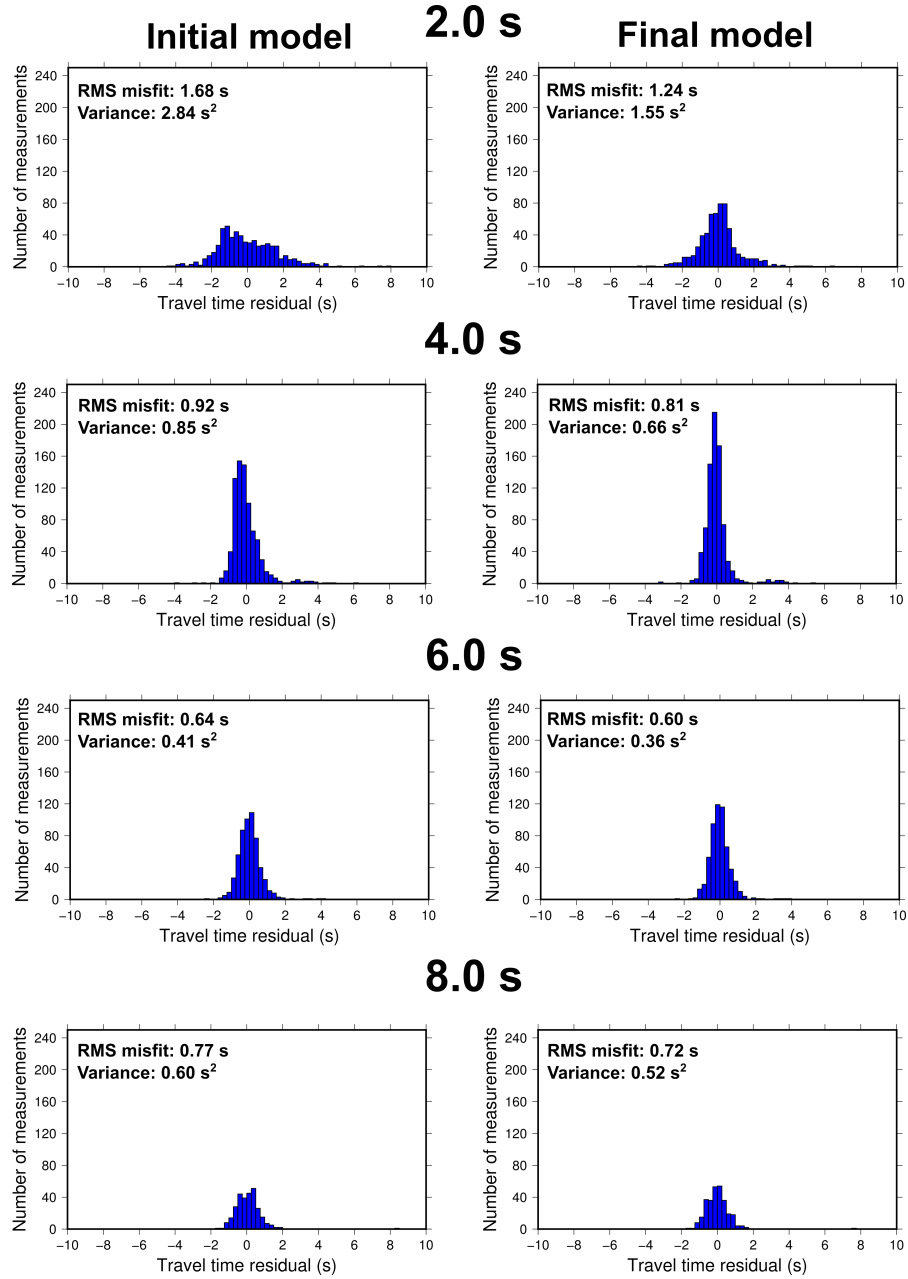 Initial model
2.0 s
Final model
RMS misfit: 1.68 s
Variance: 2.84 s²
Number of measurements
0
40
80
120
160
200
240
−10 −8 −6 −4 −2 0 2 4 6 8 10
Travel time residual (s)
RMS misfit: 1.24 s
Variance: 1.55 s²
Number of measurements
0
40
80
120
160
200
240
−10 −8 −6 −4 −2 0 2 4 6 8 10
Travel time residual (s)
4.0 s
RMS misfit: 0.92 s
Variance: 0.85 s²
Number of measurements
0
40
80
120
160
200
240
−10 −8 −6 −4 −2 0 2 4 6 8 10
Travel time residual (s)
RMS misfit: 0.81 s
Variance: 0.66 s²
Number of measurements
0
40
80
120
160
200
240
−10 −8 −6 −4 −2 0 2 4 6 8 10
Travel time residual (s)
6.0 s
RMS misfit: 0.64 s
Variance: 0.41 s²
Number of measurements
0
40
80
120
160
200
240
−10 −8 −6 −4 −2 0 2 4 6 8 10
Travel time residual (s)
RMS misfit: 0.60 s
Variance: 0.36 s²
Number of measurements
0
40
80
120
160
200
240
−10 −8 −6 −4 −2 0 2 4 6 8 10
Travel time residual (s)
8.0 s
RMS misfit: 0.77 s
Variance: 0.60 s²
Number of measurements
0
40
80
120
160
200
240
−10 −8 −6 −4 −2 0 2 4 6 8 10
Travel time residual (s)
RMS misfit: 0.72 s
Variance: 0.52 s²
Number of measurements
0
40
80
120
160
200
240
−10 −8 −6 −4 −2 0 2 4 6 8 10
Travel time residual (s)